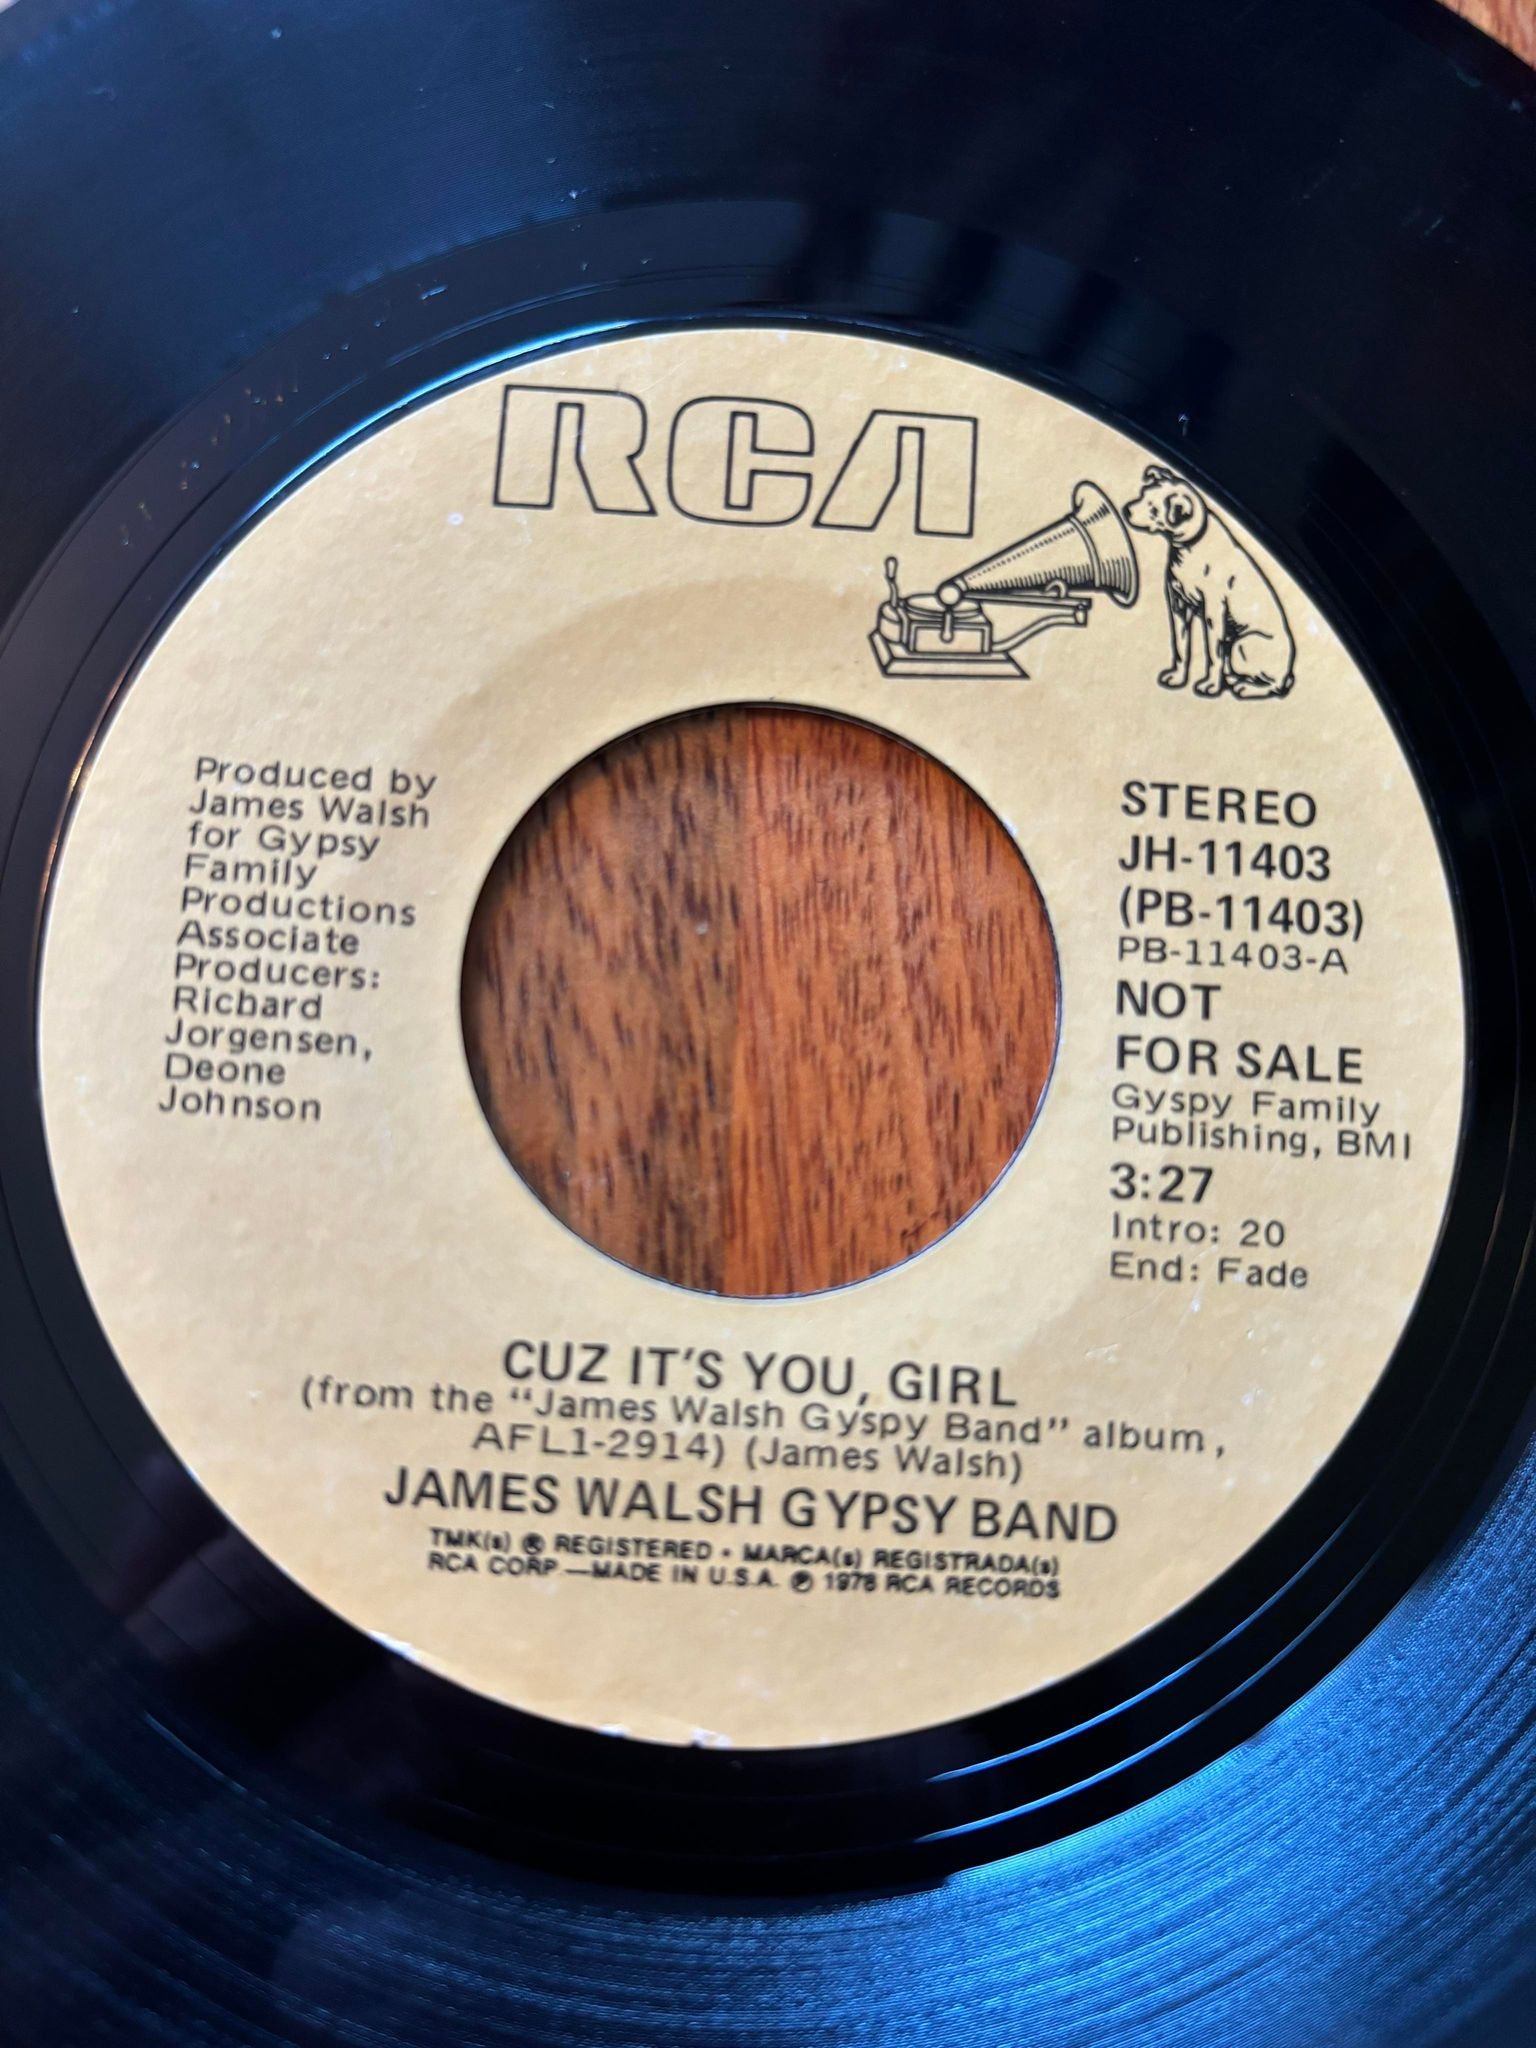 RCA
Produced by
James Walsh
for Gypsy
Family
Productions
Associate
Producers:
Richard
Jorgensen,
Deone
Johnson
STEREO
JH-11403
(PB-11403)
PB-11403-A
NOT
FOR SALE
Gyspy Family
Publishing, BMI
3:27
Intro: 20
End: Fade
CUZ IT'S YOU, GIRL
(from the "James Walsh Gyspy Band" album,
AFL1-2914) (James Walsh)
JAMES WALSH GYPSY BAND
TMK(s) ® REGISTERED • MARCA(s) REGISTRADA(s)
RCA CORP.—MADE IN U.S.A. ℗ 1978 RCA RECORDS